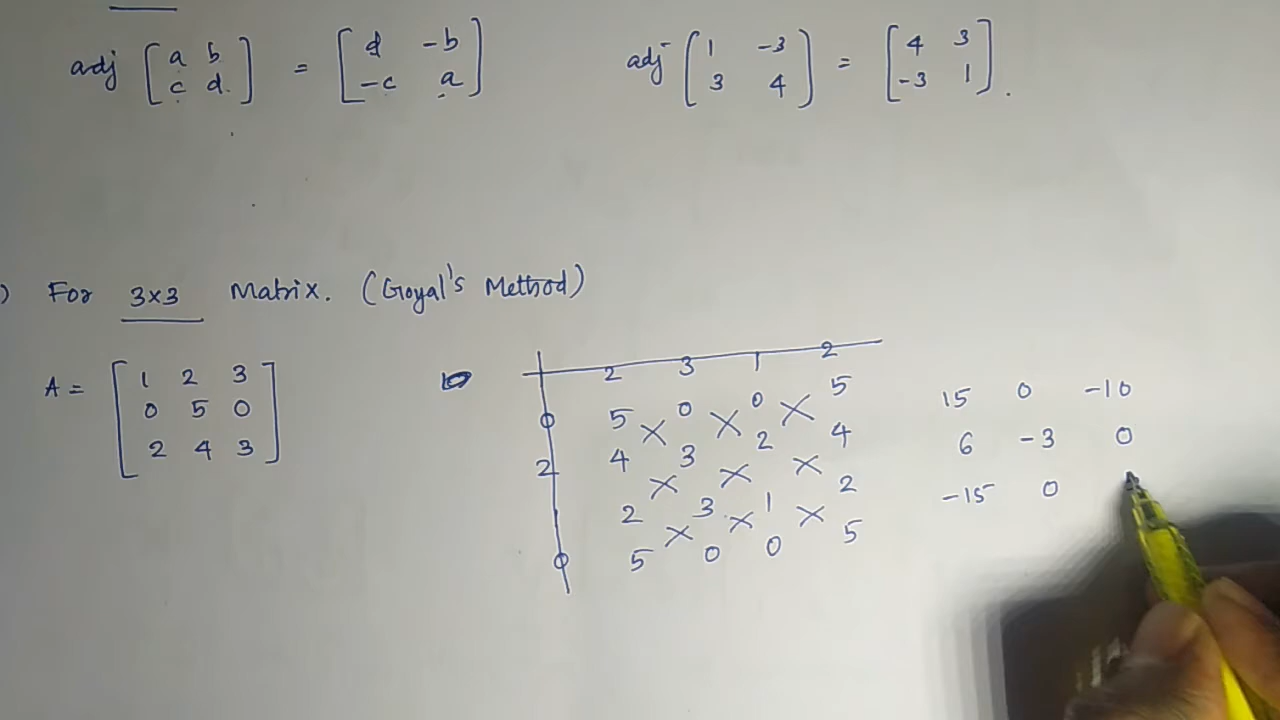 adj [a b] = [d -b] adj [1 -3] = [4 3]
[c d.] [-c a] [3 4] [-3 1].
) For 3×3 Matrix. (Goyal's Method)
A = [1 2 3]
[0 5 0]
[2 4 3]
2 3 1 2
0 5 0 0 5
2 4 3 2 4
2 3 1 2
0 5 0 0 5
15 0 -10
6 -3 0
-15 0